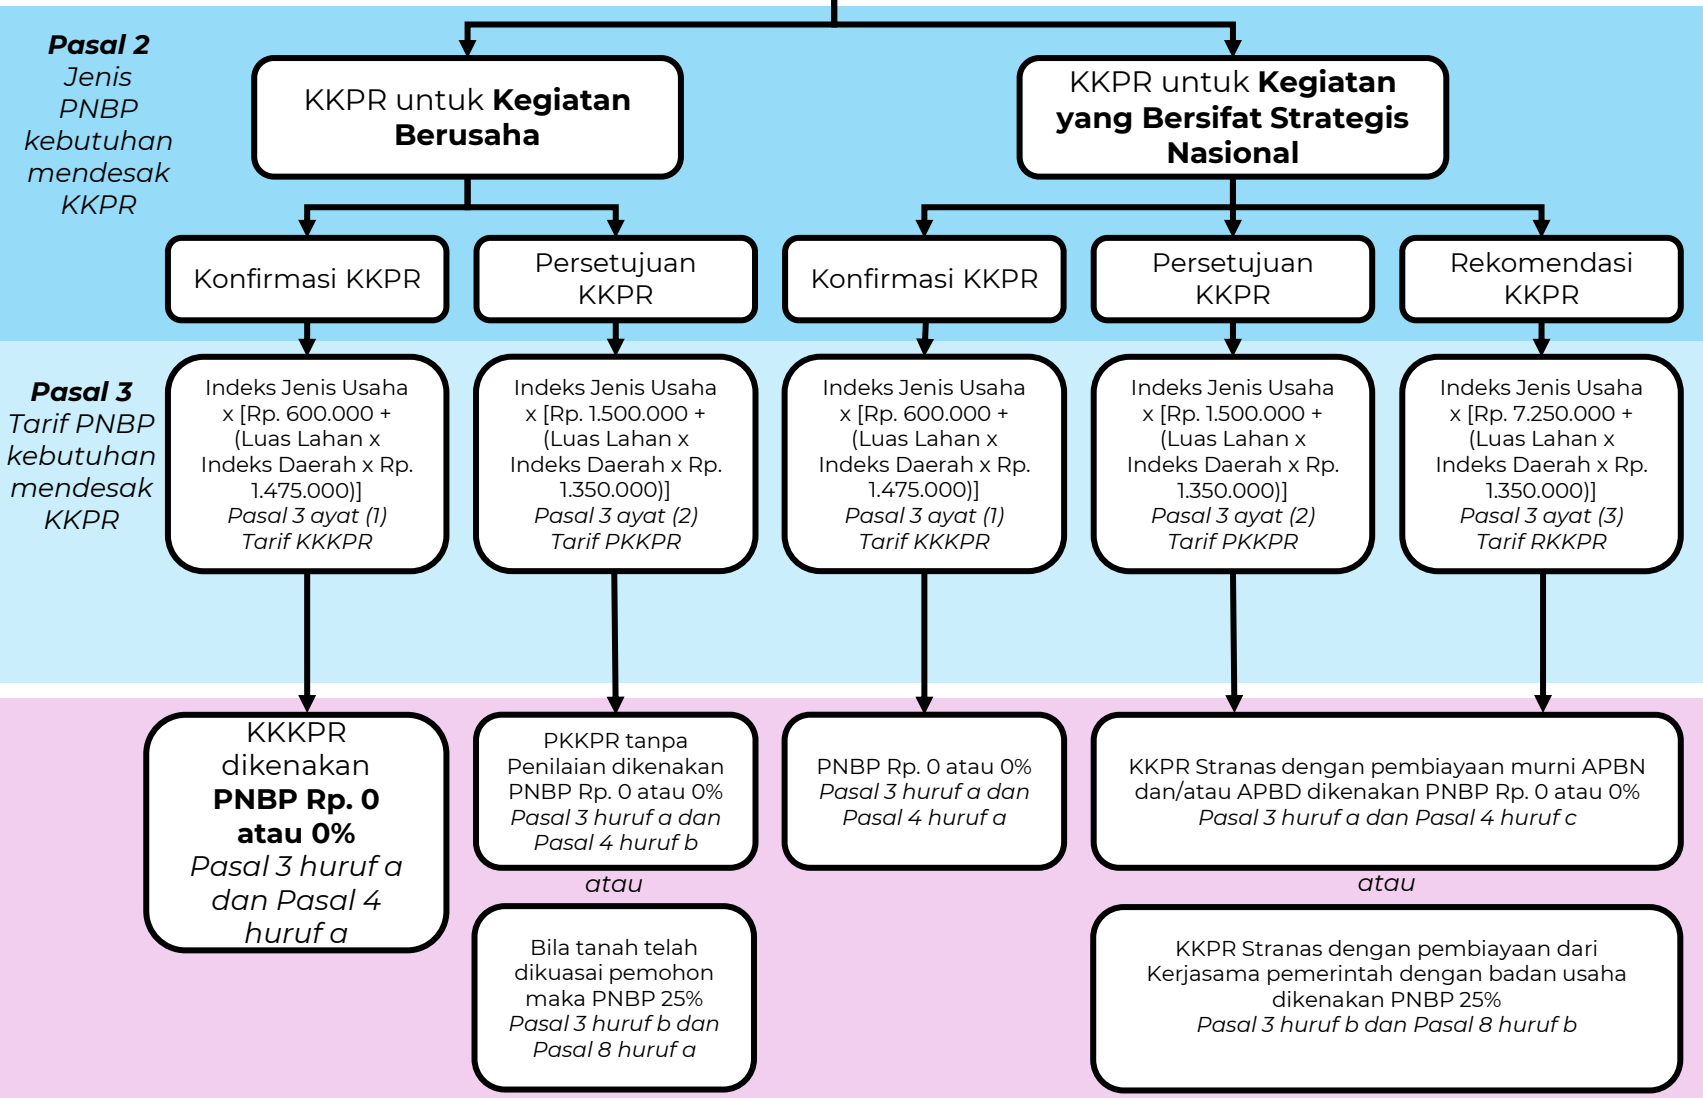 Pasal 2
Jenis
PNBP
kebutuhan
mendesak
KKPR
KKPR untuk Kegiatan
Berusaha
KKPR untuk Kegiatan
yang Bersifat Strategis
Nasional
Konfirmasi KKPR
Persetujuan
KKPR
Konfirmasi KKPR
Persetujuan
KKPR
Rekomendasi
KKPR
Pasal 3
Tarif PNBP
kebutuhan
mendesak
KKPR
Indeks Jenis Usaha
x [Rp. 600.000 +
(Luas Lahan x
Indeks Daerah x Rp.
1.475.000)]
Pasal 3 ayat (1)
Tarif KKKPR
Indeks Jenis Usaha
x [Rp. 1.500.000 +
(Luas Lahan x
Indeks Daerah x Rp.
1.350.000)]
Pasal 3 ayat (2)
Tarif PKKPR
Indeks Jenis Usaha
x [Rp. 600.000 +
(Luas Lahan x
Indeks Daerah x Rp.
1.475.000)]
Pasal 3 ayat (1)
Tarif KKKPR
Indeks Jenis Usaha
x [Rp. 1.500.000 +
(Luas Lahan x
Indeks Daerah x Rp.
1.350.000)]
Pasal 3 ayat (2)
Tarif PKKPR
Indeks Jenis Usaha
x [Rp. 7.250.000 +
(Luas Lahan x
Indeks Daerah x Rp.
1.350.000)]
Pasal 3 ayat (3)
Tarif RKKPR
KKKPR
dikenakan
PNBP Rp. 0
atau 0%
Pasal 3 huruf a
dan Pasal 4
huruf a
PKKPR tanpa
Penilaian dikenakan
PNBP Rp. 0 atau 0%
Pasal 3 huruf a dan
Pasal 4 huruf b
atau
Bila tanah telah
dikuasai pemohon
maka PNBP 25%
Pasal 3 huruf b dan
Pasal 8 huruf a
PNBP Rp. 0 atau 0%
Pasal 3 huruf a dan
Pasal 4 huruf a
KKPR Stranas dengan pembiayaan murni APBN
dan/atau APBD dikenakan PNBP Rp. 0 atau 0%
Pasal 3 huruf a dan Pasal 4 huruf c
atau
KKPR Stranas dengan pembiayaan dari
Kerjasama pemerintah dengan badan usaha
dikenakan PNBP 25%
Pasal 3 huruf b dan Pasal 8 huruf b